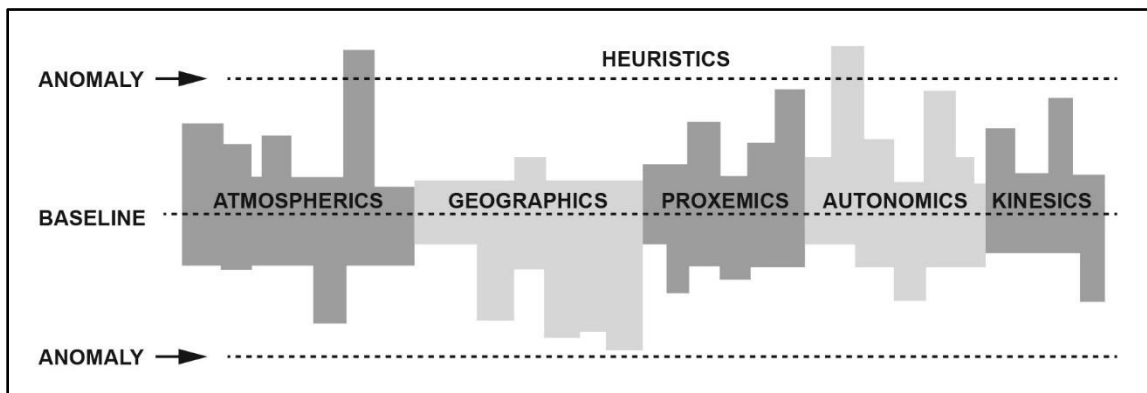 HEURISTICS
ANOMALY
ATMOSPHERICS GEOGRAPHICS PROXEMICS AUTONOMICS KINESICS
BASELINE
ANOMALY